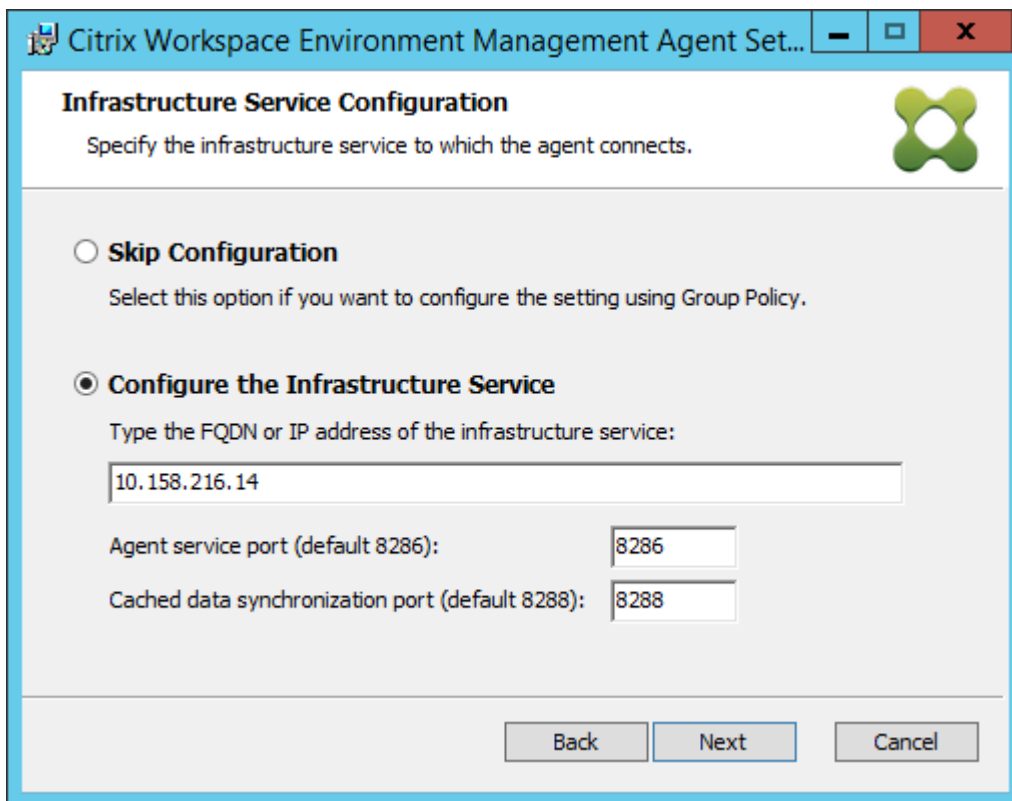 Citrix Workspace Environment Management Agent Set...
Infrastructure Service Configuration
Specify the infrastructure service to which the agent connects.
Skip Configuration
Select this option if you want to configure the setting using Group Policy.
Configure the Infrastructure Service
Type the FQDN or IP address of the infrastructure service:
10.158.216.14
Agent service port (default 8286): 8286
Cached data synchronization port (default 8288): 8288
Back Next Cancel